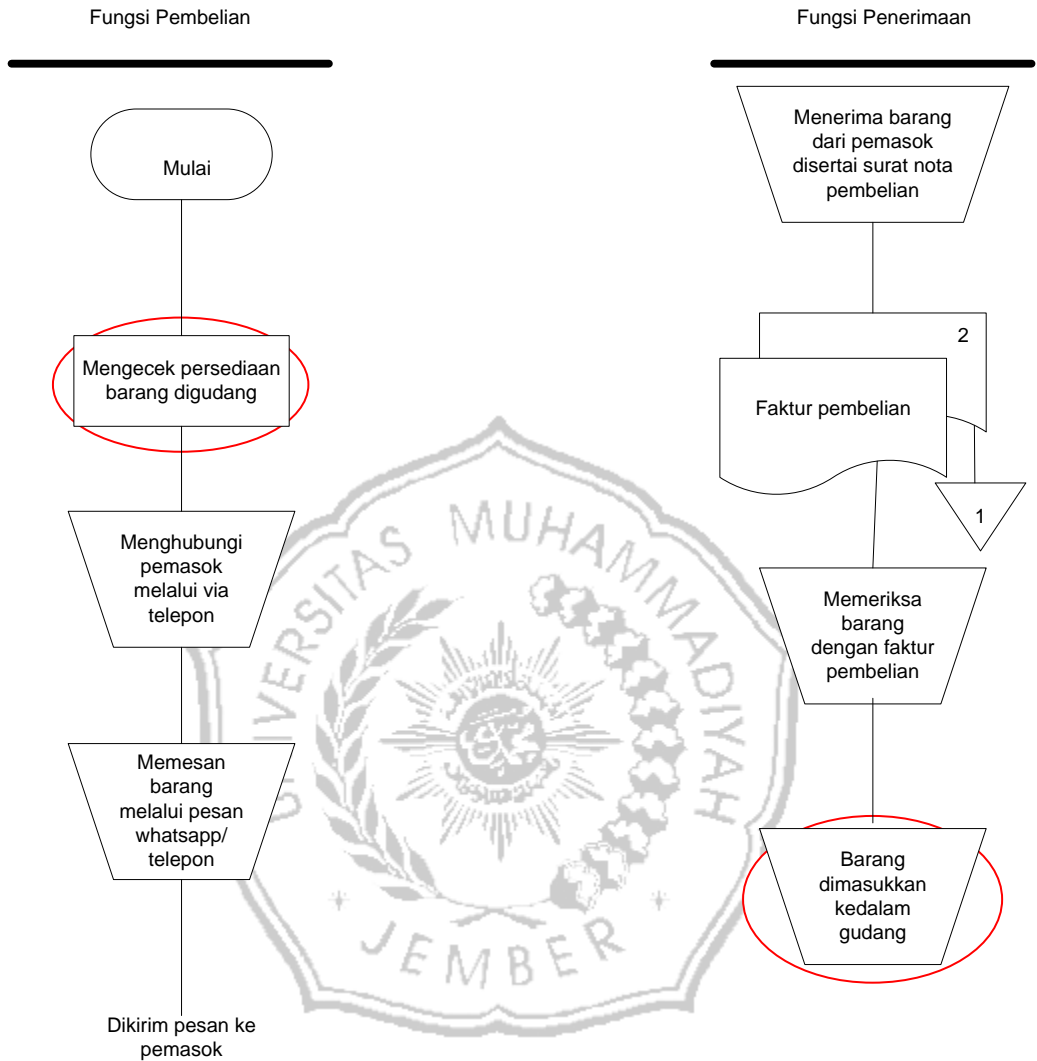 Fungsi Pembelian
Mulai
Mengecek persediaan
barang digudang
Menghubungi
pemasok
melalui via
telepon
Memesan
barang
melalui pesan
whatsapp/
telepon
Dikirim pesan ke
pemasok
Fungsi Penerimaan
Menerima barang
dari pemasok
disertai surat nota
pembelian
2
Faktur pembelian
1
Memeriksa
barang
dengan faktur
pembelian
Barang
dimasukkan
kedalam
gudang
UNIVERSITAS MUHAMMADIYAH
JEMBER